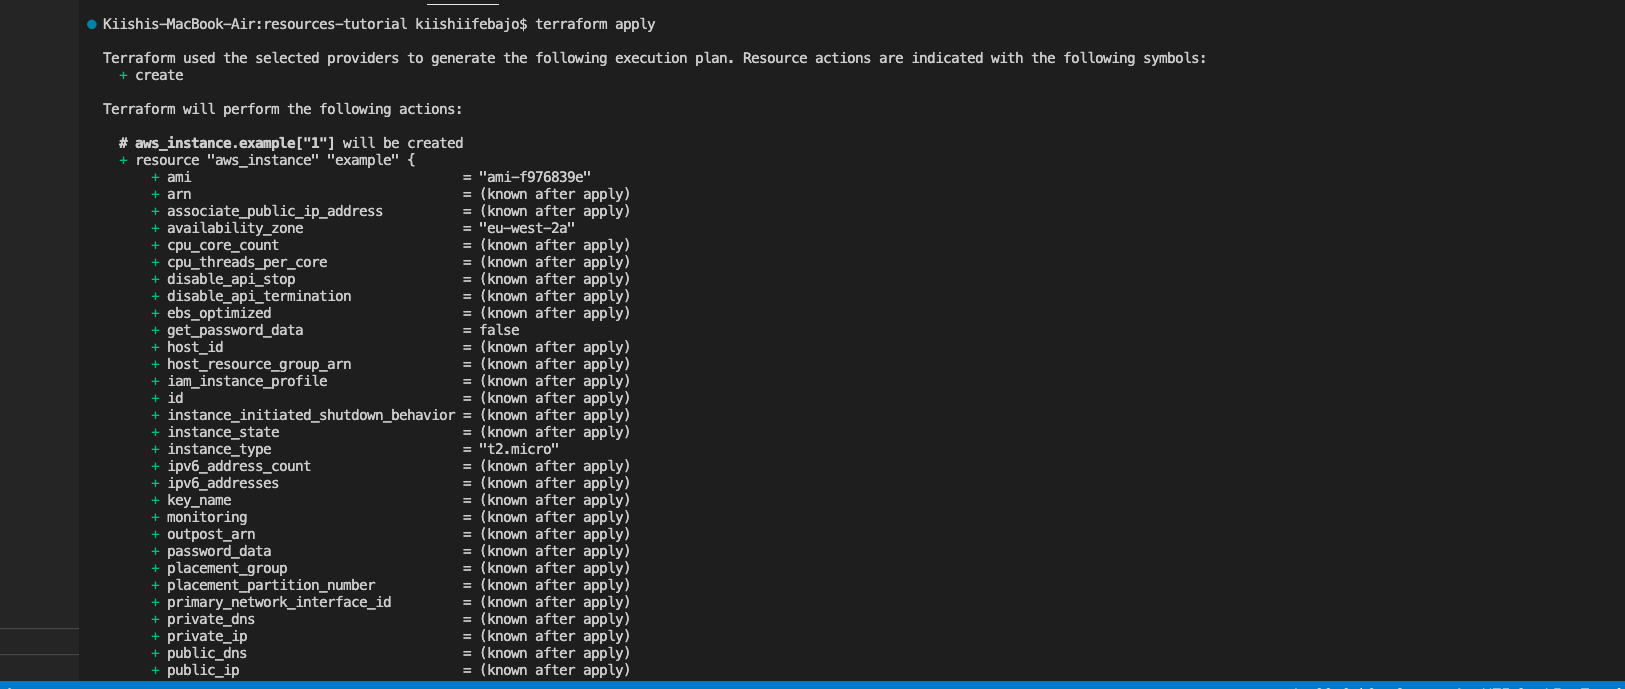 Kiishis-MacBook-Air:resources-tutorial kiishiifebajo$ terraform apply
Terraform used the selected providers to generate the following execution plan. Resource actions are indicated with the following symbols:
+ create
Terraform will perform the following actions:
# aws_instance.example["1"] will be created
+ resource "aws_instance" "example" {
+ ami = "ami-f976839e"
+ arn = (known after apply)
+ associate_public_ip_address = (known after apply)
+ availability_zone = "eu-west-2a"
+ cpu_core_count = (known after apply)
+ cpu_threads_per_core = (known after apply)
+ disable_api_stop = (known after apply)
+ disable_api_termination = (known after apply)
+ ebs_optimized = (known after apply)
+ get_password_data = false
+ host_id = (known after apply)
+ host_resource_group_arn = (known after apply)
+ iam_instance_profile = (known after apply)
+ id = (known after apply)
+ instance_initiated_shutdown_behavior = (known after apply)
+ instance_state = (known after apply)
+ instance_type = "t2.micro"
+ ipv6_address_count = (known after apply)
+ ipv6_addresses = (known after apply)
+ key_name = (known after apply)
+ monitoring = (known after apply)
+ outpost_arn = (known after apply)
+ password_data = (known after apply)
+ placement_group = (known after apply)
+ placement_partition_number = (known after apply)
+ primary_network_interface_id = (known after apply)
+ private_dns = (known after apply)
+ private_ip = (known after apply)
+ public_dns = (known after apply)
+ public_ip = (known after apply)